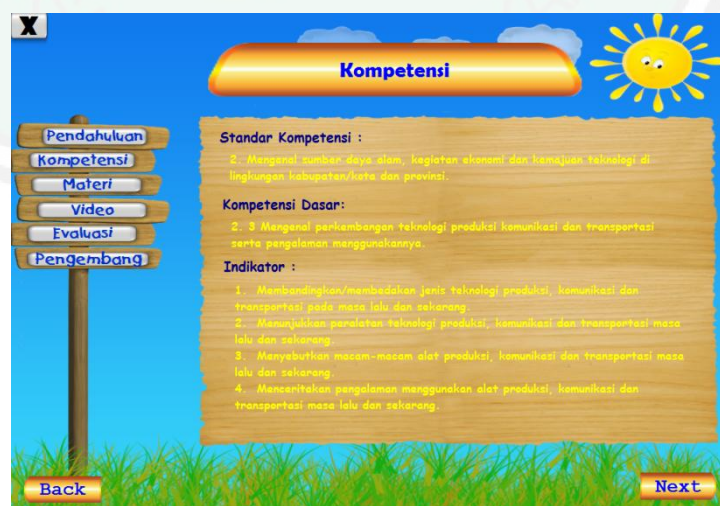 X
Kompetensi
Pendahuluan
Kompetensi
Materi
Video
Evaluasi
Pengembang
Standar Kompetensi :
2. Mengenal sumber daya alam, kegiatan ekonomi dan kemajuan teknologi di
lingkungan kabupaten/kota dan provinsi.
Kompetensi Dasar:
2. 3 Mengenal perkembangan teknologi produksi komunikasi dan transportasi
serta pengalaman menggunakannya.
Indikator :
1. Membandingkan/membedakan jenis teknologi produksi, komunikasi dan
transportasi pada masa lalu dan sekarang.
2. Menunjukkan peralatan teknologi produksi, komunikasi dan transportasi masa
lalu dan sekarang.
3. Menyebutkan macam-macam alat produksi, komunikasi dan transportasi masa
lalu dan sekarang.
4. Menceritakan pengalaman menggunakan alat produksi, komunikasi dan
transportasi masa lalu dan sekarang.
Back
Next